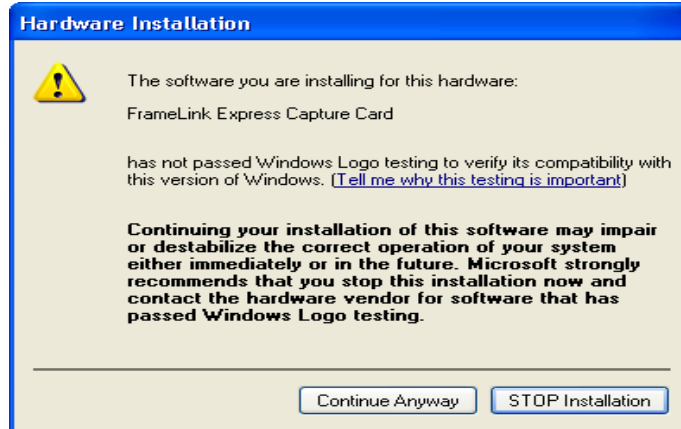 Hardware Installation
The software you are installing for this hardware:
FrameLink Express Capture Card
has not passed Windows Logo testing to verify its compatibility with
this version of Windows. (Tell me why this testing is important)
Continuing your installation of this software may impair
or destabilize the correct operation of your system
either immediately or in the future. Microsoft strongly
recommends that you stop this installation now and
contact the hardware vendor for software that has
passed Windows Logo testing.
Continue Anyway
STOP Installation